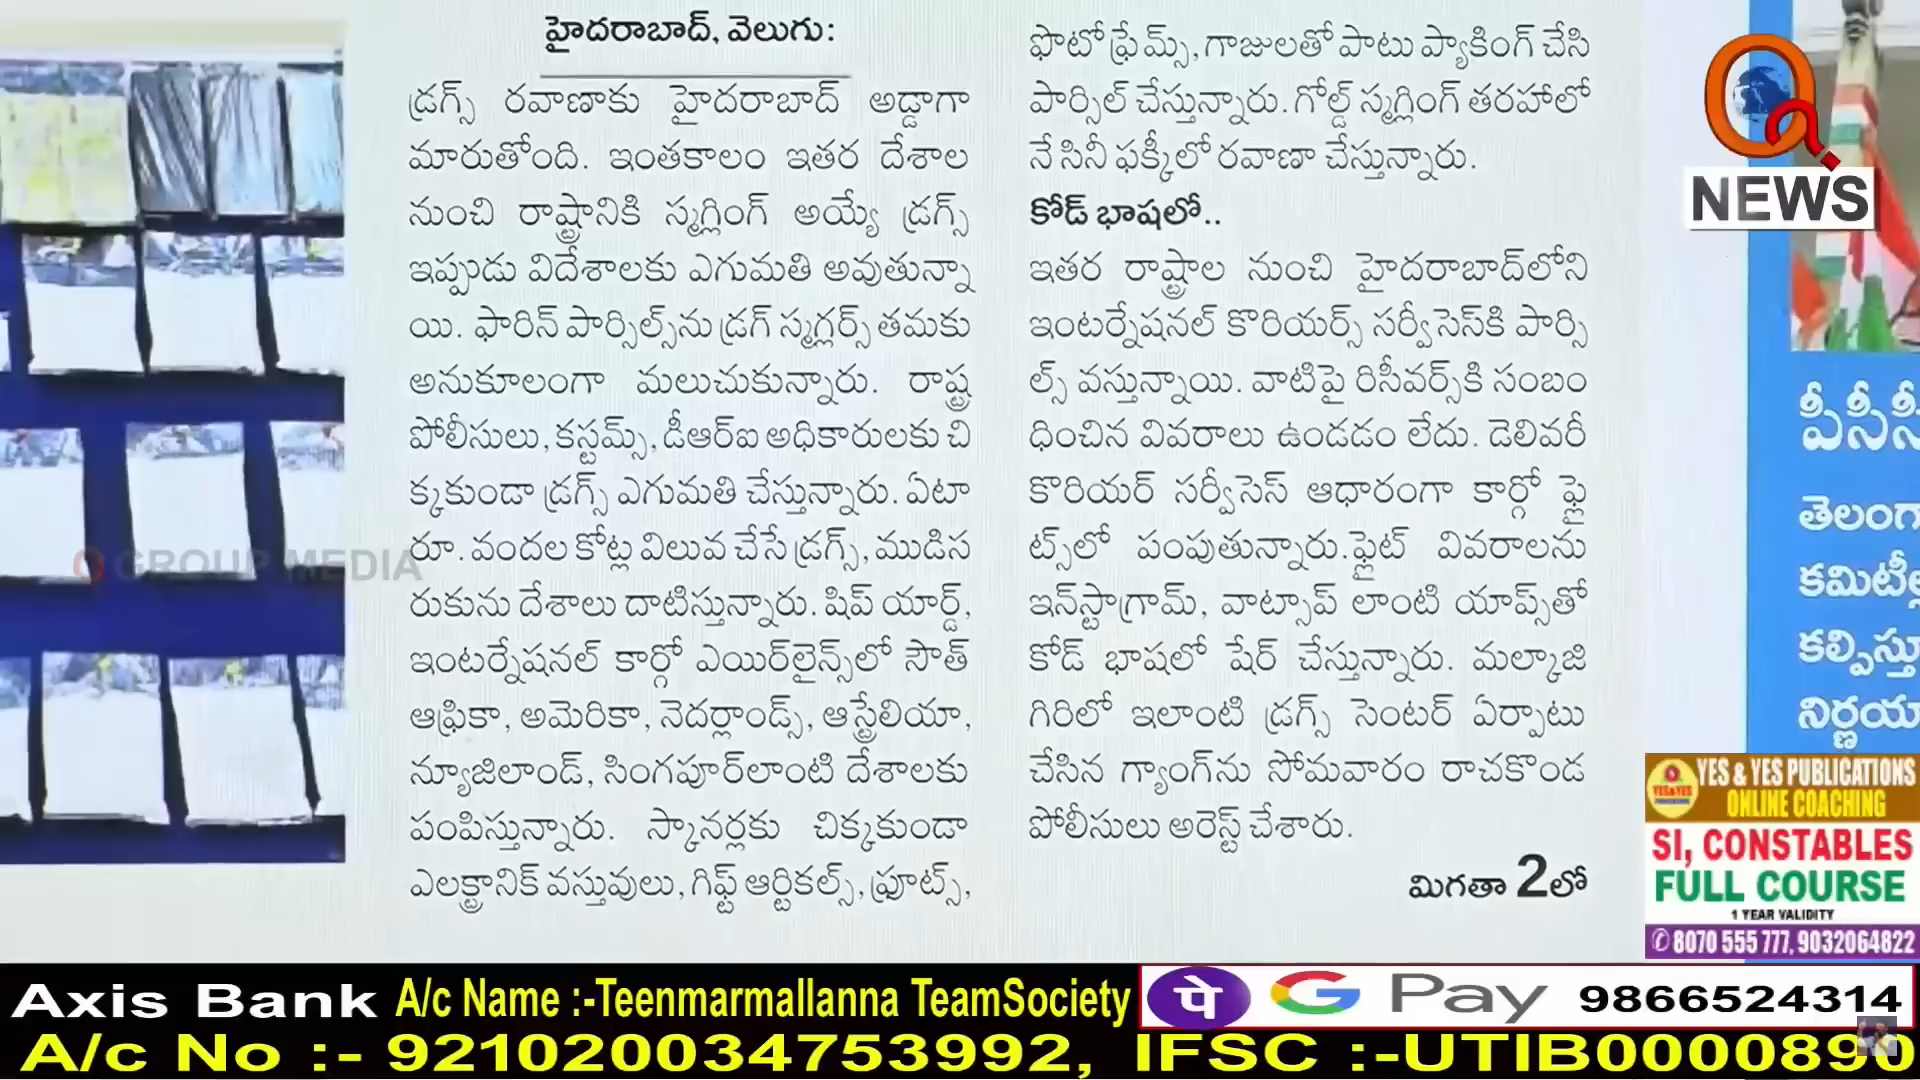 హైదరాబాద్, వెలుగు:
డ్రగ్స్ రవాణాకు హైదరాబాద్ అడ్డాగా
మారుతోంది. ఇంతకాలం ఇతర దేశాల
నుంచి రాష్ట్రానికి స్మగ్లింగ్ అయ్యే డ్రగ్స్
ఇప్పుడు విదేశాలకు ఎగుమతి అవుతున్నా
యి. ఫారిన్ పార్సిల్స్‌ను డ్రగ్ స్మగ్లర్స్ తమకు
అనుకూలంగా మలుచుకున్నారు. రాష్ట్ర
పోలీసులు, కస్టమ్స్, డీఆర్ఐ అధికారులకు చి
క్కకుండా డ్రగ్స్ ఎగుమతి చేస్తున్నారు. ఏటా
రూ. వందల కోట్ల విలువ చేసే డ్రగ్స్, ముడిస
రుకును దేశాలు దాటిస్తున్నారు. షిప్ యార్డ్,
ఇంటర్నేషనల్ కార్గో ఎయిర్‌లైన్స్‌లో సౌత్
ఆఫ్రికా, అమెరికా, నెదర్లాండ్స్, ఆస్ట్రేలియా,
న్యూజిలాండ్, సింగపూర్‌లాంటి దేశాలకు
పంపిస్తున్నారు. స్కానర్లకు చిక్కకుండా
ఎలక్ట్రానిక్ వస్తువులు, గిఫ్ట్ ఆర్టికల్స్, ఫ్రూట్స్,
ఫొటో ఫ్రేమ్స్, గాజులతో పాటు ప్యాకింగ్ చేసి
పార్సిల్ చేస్తున్నారు. గోల్డ్ స్మగ్లింగ్ తరహాలో
నే సినీ ఫక్కీలో రవాణా చేస్తున్నారు.
కోడ్ భాషలో..
ఇతర రాష్ట్రాల నుంచి హైదరాబాద్‌లోని
ఇంటర్నేషనల్ కొరియర్స్ సర్వీసెస్‌కి పార్సి
ల్స్ వస్తున్నాయి. వాటిపై రిసీవర్స్‌కి సంబం
ధించిన వివరాలు ఉండడం లేదు. డెలివరీ
కొరియర్ సర్వీసెస్ ఆధారంగా కార్గో ఫ్లై
ట్స్‌లో పంపుతున్నారు.ఫ్లైట్ వివరాలను
ఇన్‌స్టాగ్రామ్, వాట్సాప్ లాంటి యాప్స్‌తో
కోడ్ భాషలో షేర్ చేస్తున్నారు. మల్కాజి
గిరిలో ఇలాంటి డ్రగ్స్ సెంటర్ ఏర్పాటు
చేసిన గ్యాంగ్‌ను సోమవారం రాచకొండ
పోలీసులు అరెస్ట్ చేశారు.
మిగతా 2లో
Q NEWS
Q GROUP MEDIA
YES & YES PUBLICATIONS
ONLINE COACHING
SI, CONSTABLES
FULL COURSE
1 YEAR VALIDITY
8070 555 777, 9032064822
Axis Bank A/c Name :-Teenmarmallanna TeamSociety
पे G Pay 9866524314
A/c No :- 921020034753992, IFSC :-UTIB0000890